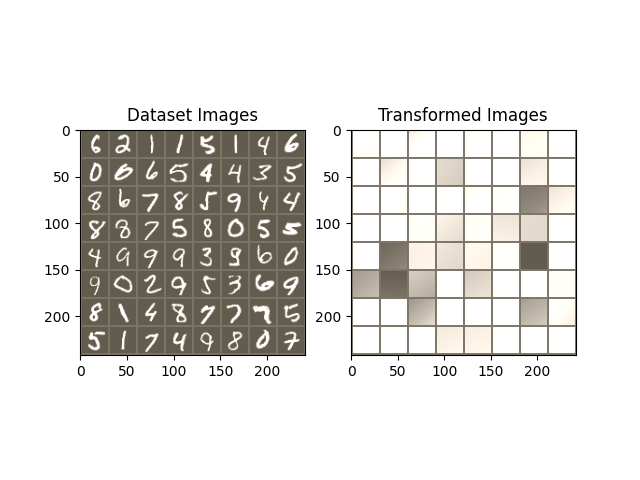 Dataset Images
Transformed Images
0
50
100
150
200
0 50 100 150 200
0
50
100
150
200
0 50 100 150 200
6 2 1 1 5 1 4 6
0 6 6 5 4 4 3 5
8 6 7 8 5 9 4 4
8 8 7 5 8 0 5 5
4 9 9 9 3 9 6 0
9 0 2 9 5 3 6 9
8 1 4 8 7 7 7 5
5 1 7 4 9 8 0 7